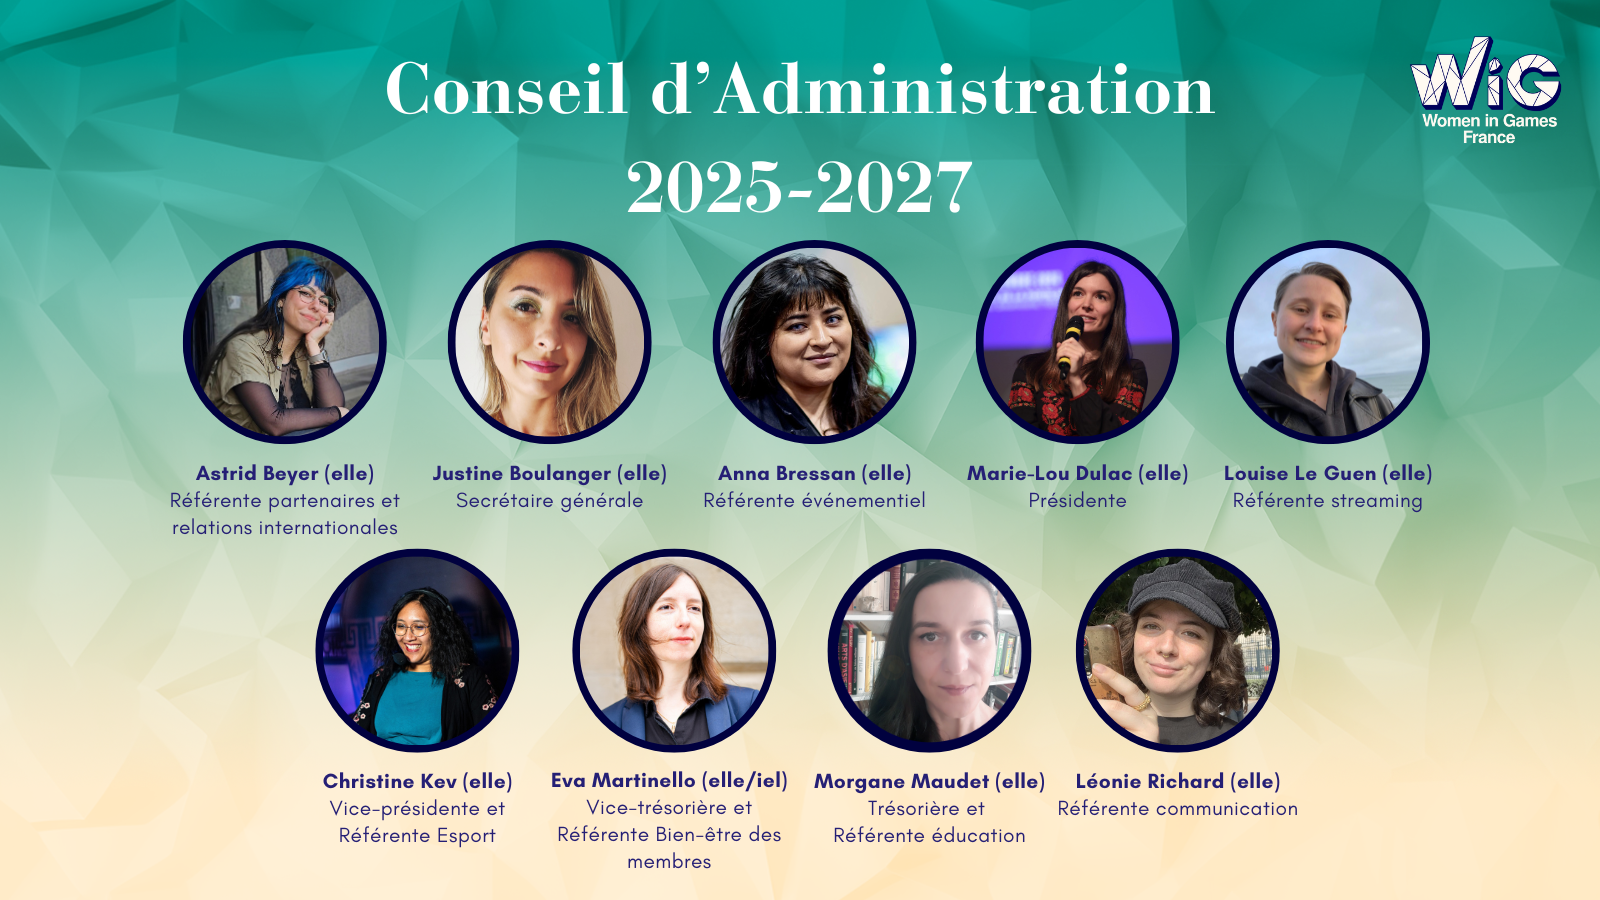 Conseil d'Administration
2025-2027
WiG
Women in Games
France
Astrid Beyer (elle)
Référente partenaires et
relations internationales
Justine Boulanger (elle)
Secrétaire générale
Anna Bressan (elle)
Référente événementiel
Marie-Lou Dulac (elle)
Présidente
Louise Le Guen (elle)
Référente streaming
Christine Kev (elle)
Vice-présidente et
Référente Esport
Eva Martinello (elle/iel)
Vice-trésorière et
Référente Bien-être des
membres
Morgane Maudet (elle)
Trésorière et
Référente éducation
Léonie Richard (elle)
Référente communication